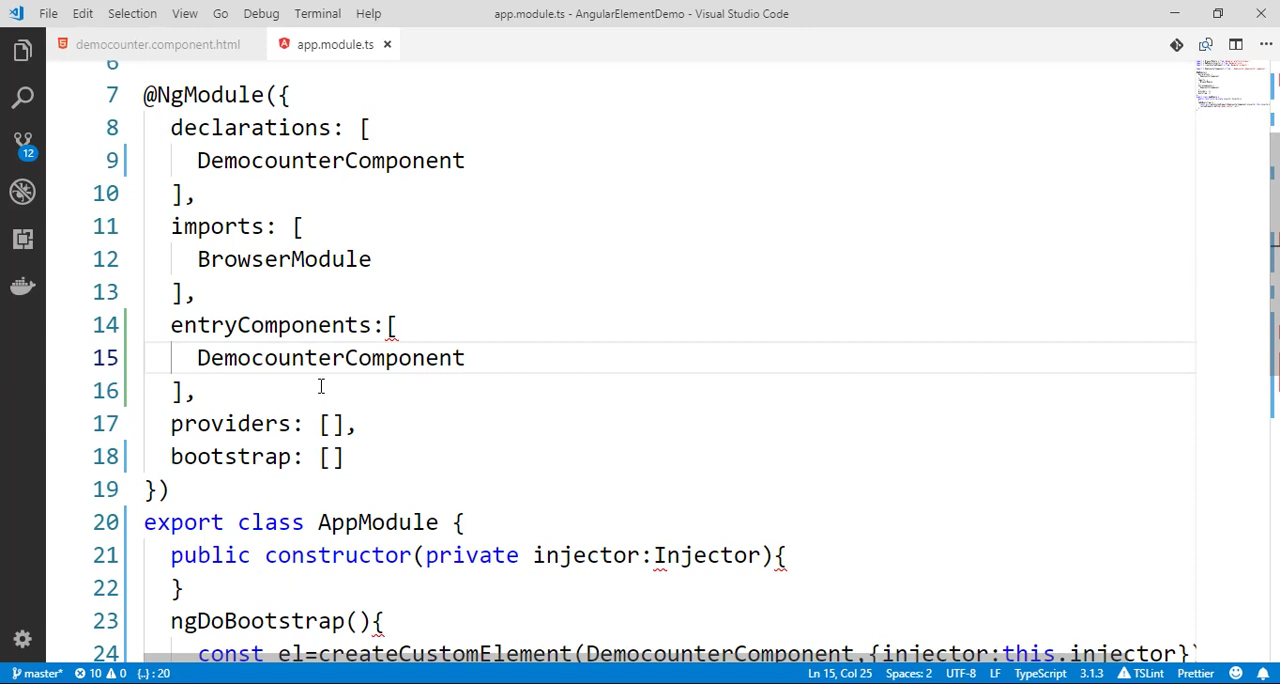 File Edit Selection View Go Debug Terminal Help app.module.ts - AngularElementDemo - Visual Studio Code
democounter.component.html app.module.ts
6
7 @NgModule({
8 declarations: [
9 DemocounterComponent
10 ],
11 imports: [
12 BrowserModule
13 ],
14 entryComponents:[
15 DemocounterComponent
16 ],
17 providers: [],
18 bootstrap: []
19 })
20 export class AppModule {
21 public constructor(private injector:Injector){
22 }
23 ngDoBootstrap(){
24 const el=createCustomElement(DemocounterComponent,{injector:this.injector})
12
master* 10 0 {..} : 20 Ln 15, Col 25 Spaces: 2 UTF-8 LF TypeScript 3.1.3 TSLint Prettier